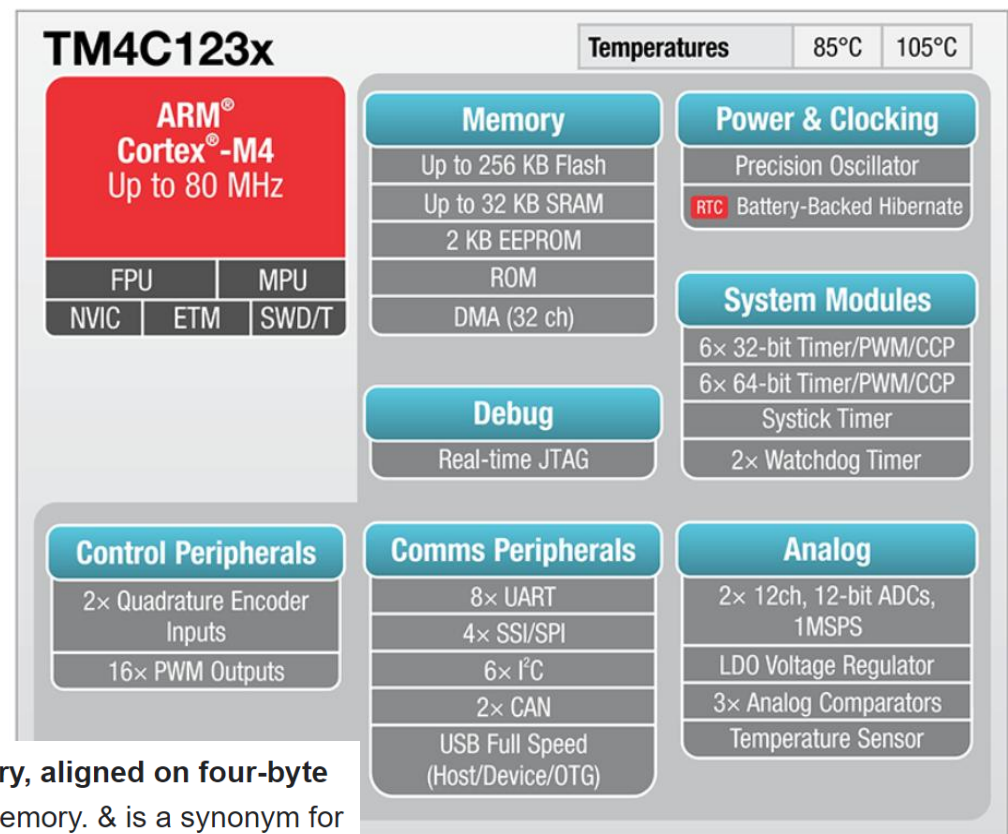 TM4C123x
Temperatures 85°C 105°C
ARM®
Cortex®-M4
Up to 80 MHz
FPU MPU
NVIC ETM SWD/T
Memory
Up to 256 KB Flash
Up to 32 KB SRAM
2 KB EEPROM
ROM
DMA (32 ch)
Power & Clocking
Precision Oscillator
RTC Battery-Backed Hibernate
System Modules
6× 32-bit Timer/PWM/CCP
6× 64-bit Timer/PWM/CCP
Systick Timer
2× Watchdog Timer
Debug
Real-time JTAG
Control Peripherals
2× Quadrature Encoder
Inputs
16× PWM Outputs
Comms Peripherals
8× UART
4× SSI/SPI
6× I²C
2× CAN
USB Full Speed
(Host/Device/OTG)
Analog
2× 12ch, 12-bit ADCs,
1MSPS
LDO Voltage Regulator
3× Analog Comparators
Temperature Sensor
aligned on four-byte
& is a synonym for